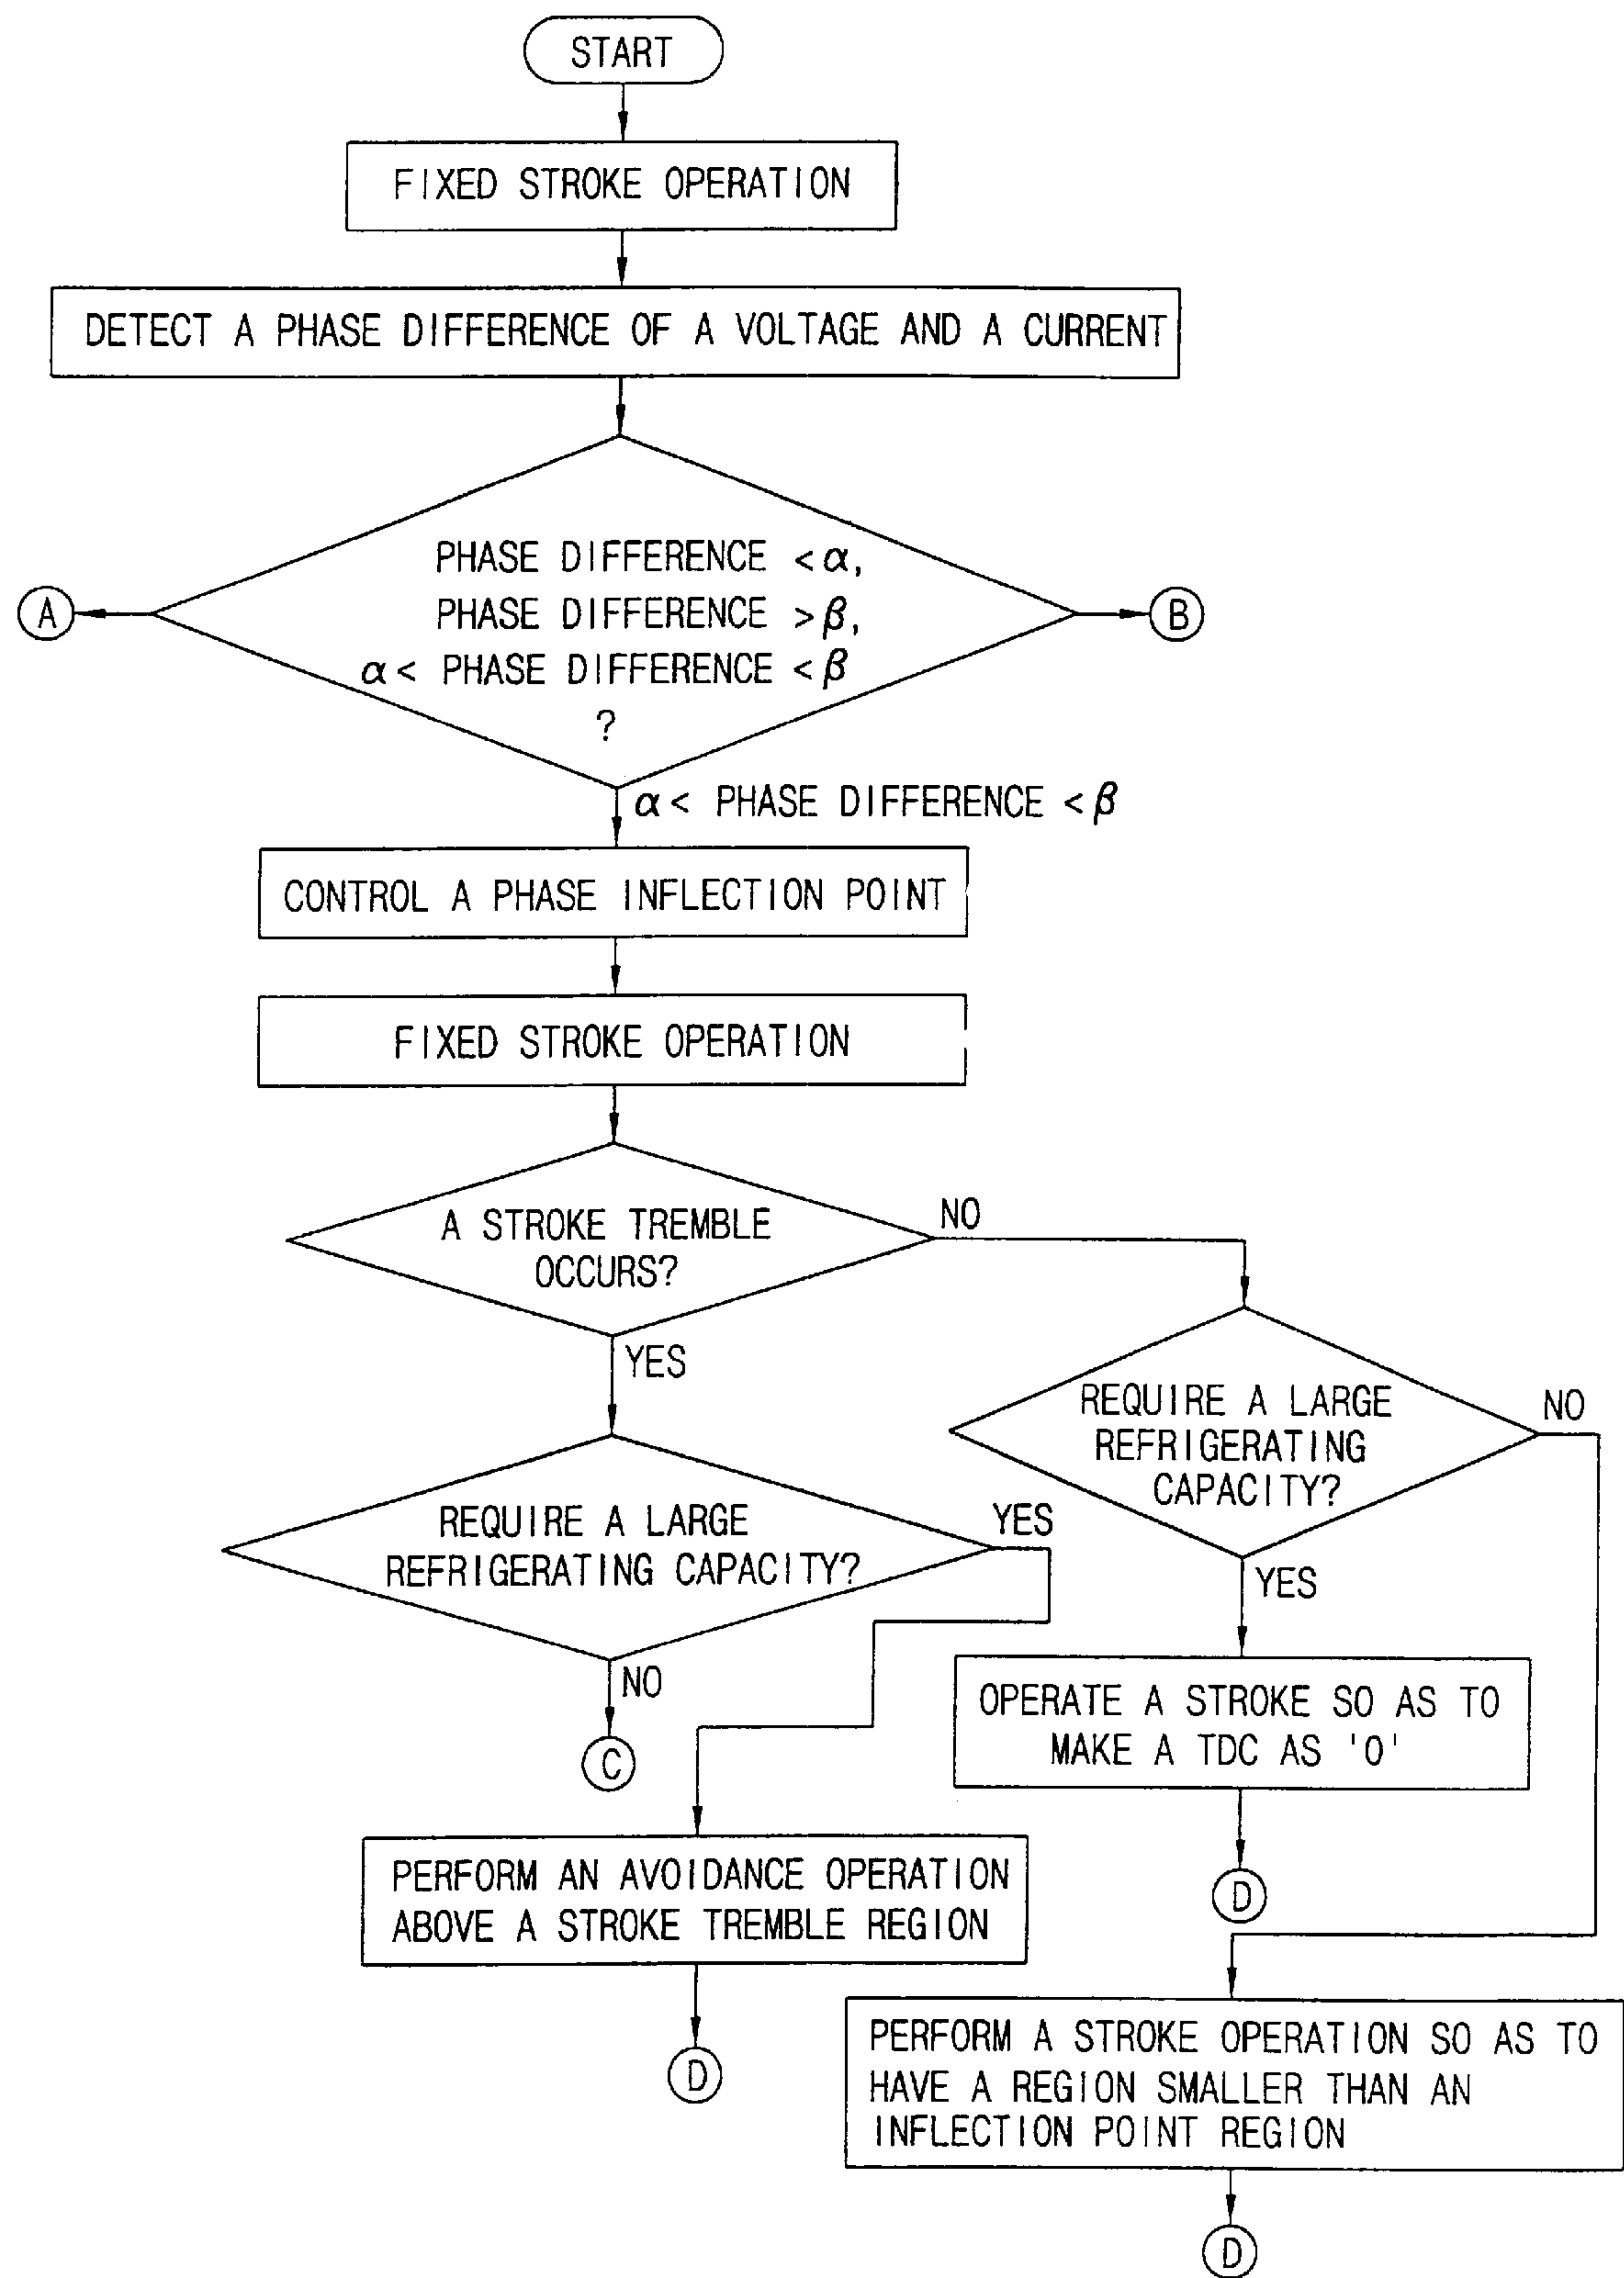 START
FIXED STROKE OPERATION
DETECT A PHASE DIFFERENCE OF A VOLTAGE AND A CURRENT
PHASE DIFFERENCE <α,
PHASE DIFFERENCE >β,
α< PHASE DIFFERENCE <β
?
A
B
α< PHASE DIFFERENCE <β
CONTROL A PHASE INFLECTION POINT
FIXED STROKE OPERATION
A STROKE TREMBLE
OCCURS?
NO
YES
REQUIRE A LARGE
REFRIGERATING
CAPACITY?
NO
YES
REQUIRE A LARGE
REFRIGERATING CAPACITY?
YES
NO
C
OPERATE A STROKE SO AS TO
MAKE A TDC AS '0'
D
PERFORM AN AVOIDANCE OPERATION
ABOVE A STROKE TREMBLE REGION
D
PERFORM A STROKE OPERATION SO AS TO
HAVE A REGION SMALLER THAN AN
INFLECTION POINT REGION
D